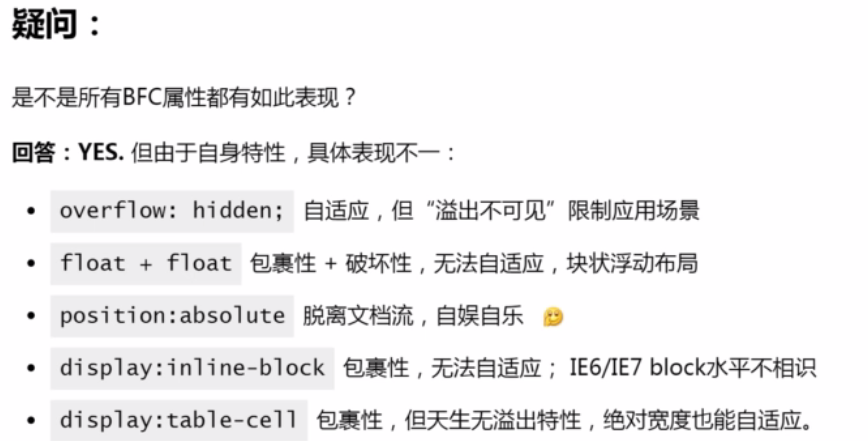 疑问：
是不是所有BFC属性都有如此表现？
回答：YES. 但由于自身特性，具体表现不一：
• overflow: hidden; 自适应，但“溢出不可见”限制应用场景
• float + float 包裹性 + 破坏性，无法自适应，块状浮动布局
• position:absolute 脱离文档流，自娱自乐
• display:inline-block 包裹性，无法自适应；IE6/IE7 block水平不相识
• display:table-cell 包裹性，但天生无溢出特性，绝对宽度也能自适应。